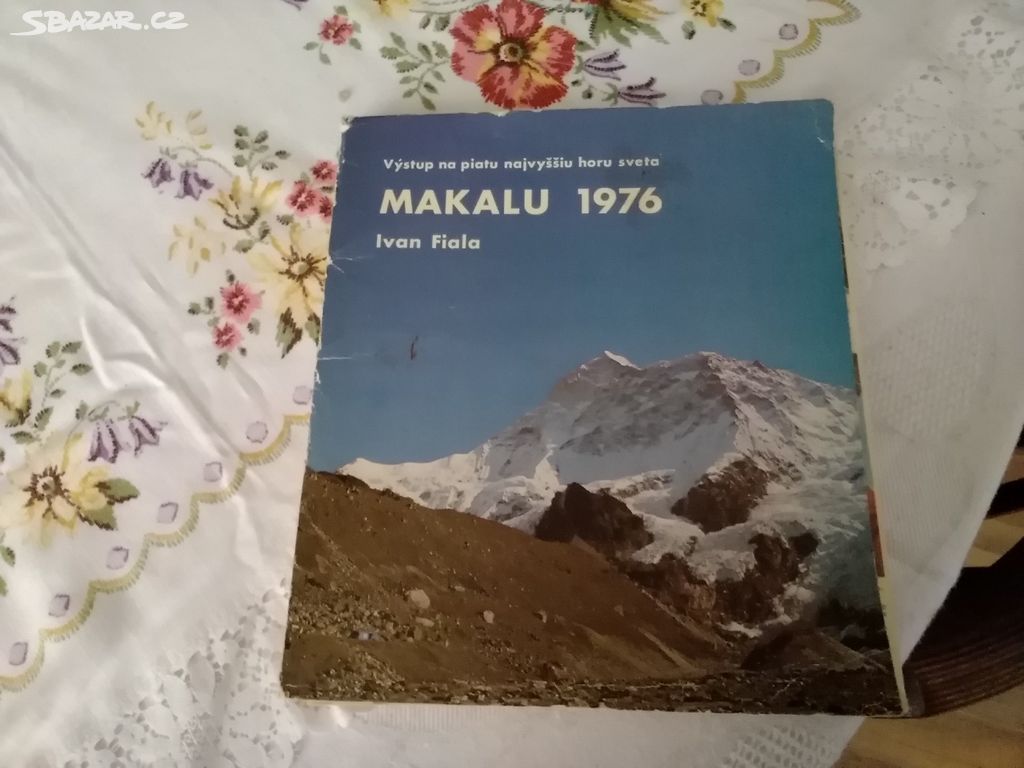 SBAZAR.CZ
Výstup na piatu najvyššiu horu sveta
MAKALU 1976
Ivan Fiala